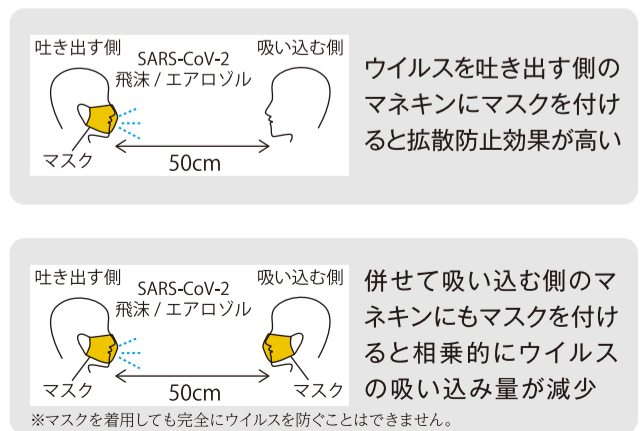 吐き出す側
SARS-CoV-2
飛沫 / エアロゾル
吸い込む側
マスク
50cm
ウイルスを吐き出す側の
マネキンにマスクを付け
ると拡散防止効果が高い
吐き出す側
SARS-CoV-2
飛沫 / エアロゾル
吸い込む側
マスク
50cm
マスク
併せて吸い込む側のマ
ネキンにもマスクを付け
ると相乗的にウイルス
の吸い込み量が減少
※マスクを着用しても完全にウイルスを防ぐことはできません。